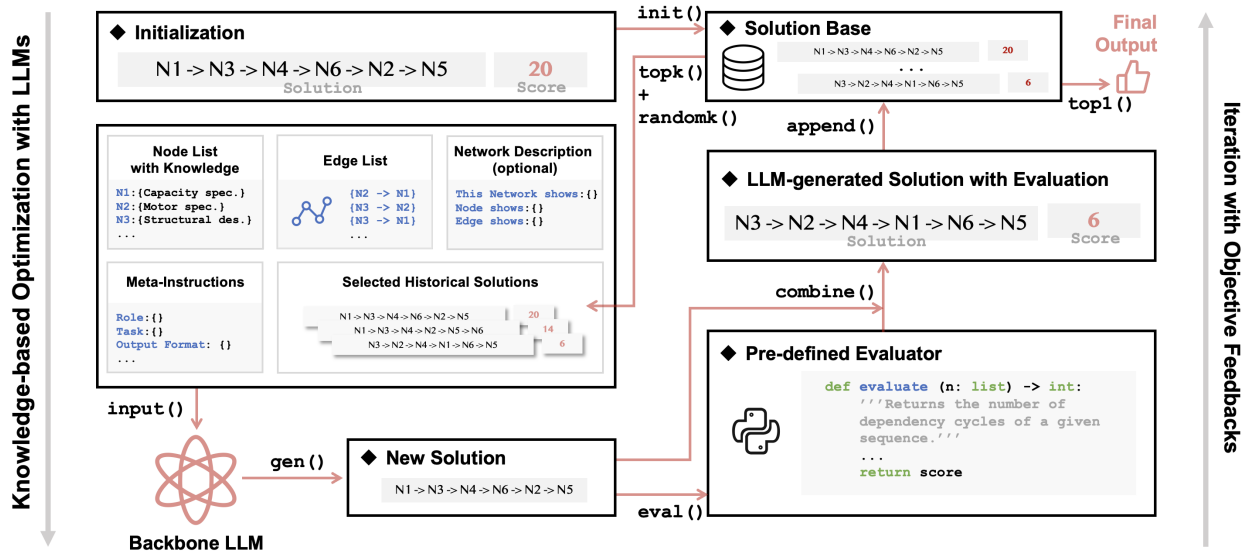 Knowledge-based Optimization with LLMs
◆ Initialization
N1 -> N3 -> N4 -> N6 -> N2 -> N5
Solution
20
Score
init()
◆ Solution Base
N1 -> N3 -> N4 -> N6 -> N2 -> N5
20
...
N3 -> N2 -> N4 -> N1 -> N6 -> N5
6
Final
Output
top1()
topk()
+
randomk()
append()
Node List
with Knowledge
N1:{Capacity spec.}
N2:{Motor spec.}
N3:{Structural des.}
...
Edge List
{N2 -> N1}
{N3 -> N2}
{N3 -> N1}
...
Network Description
(optional)
This Network shows:{}
Node shows:{}
Edge shows:{}
Meta-Instructions
Role:{}
Task:{}
Output Format: {}
...
Selected Historical Solutions
N1 -> N3 -> N4 -> N6 -> N2 -> N5
20
N1 -> N3 -> N4 -> N2 -> N5 -> N6
14
N3 -> N2 -> N4 -> N1 -> N6 -> N5
6
◆ LLM-generated Solution with Evaluation
N3 -> N2 -> N4 -> N1 -> N6 -> N5
Solution
6
Score
combine()
◆ Pre-defined Evaluator
def evaluate (n: list) -> int:
’’’Returns the number of
dependency cycles of a given
sequence.’’’
...
return score
input()
Backbone LLM
gen()
◆ New Solution
N1 -> N3 -> N4 -> N6 -> N2 -> N5
eval()
Iteration with Objective Feedbacks